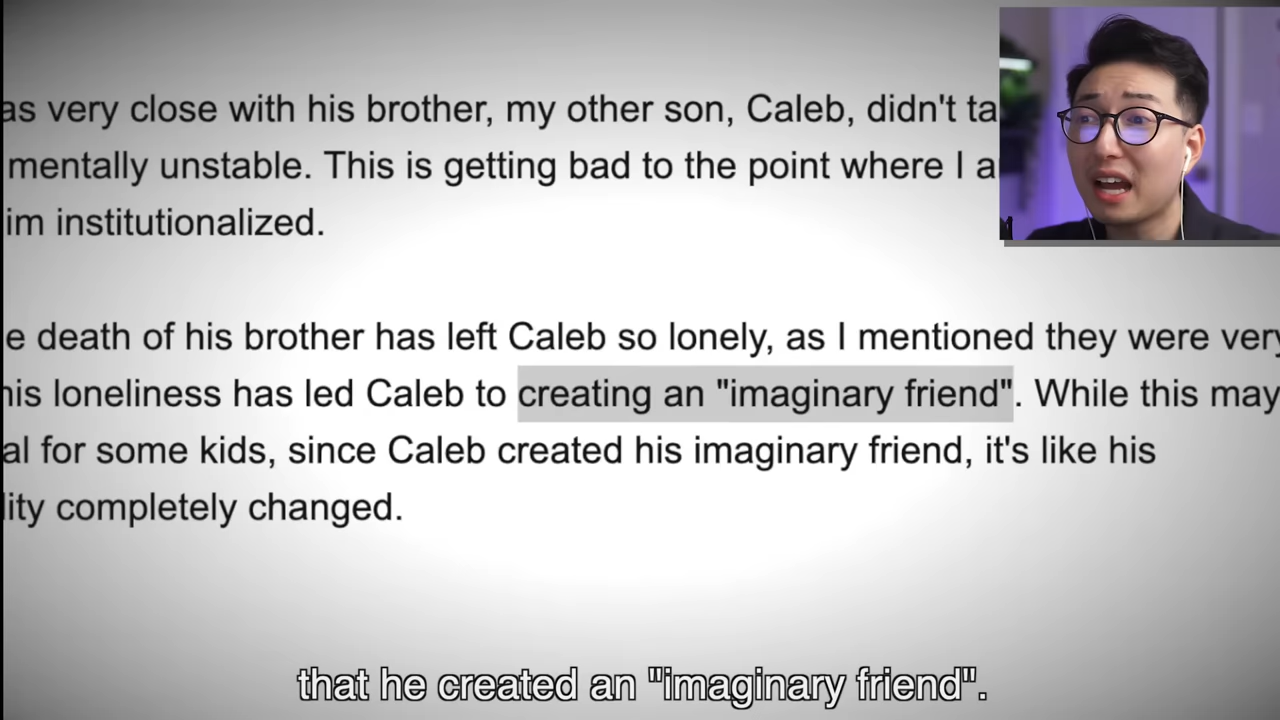 as very close with his brother, my other son, Caleb, didn't ta
mentally unstable. This is getting bad to the point where I a
im institutionalized.
e death of his brother has left Caleb so lonely, as I mentioned they were very
his loneliness has led Caleb to creating an "imaginary friend". While this may
al for some kids, since Caleb created his imaginary friend, it's like his
lity completely changed.
that he created an "imaginary friend".